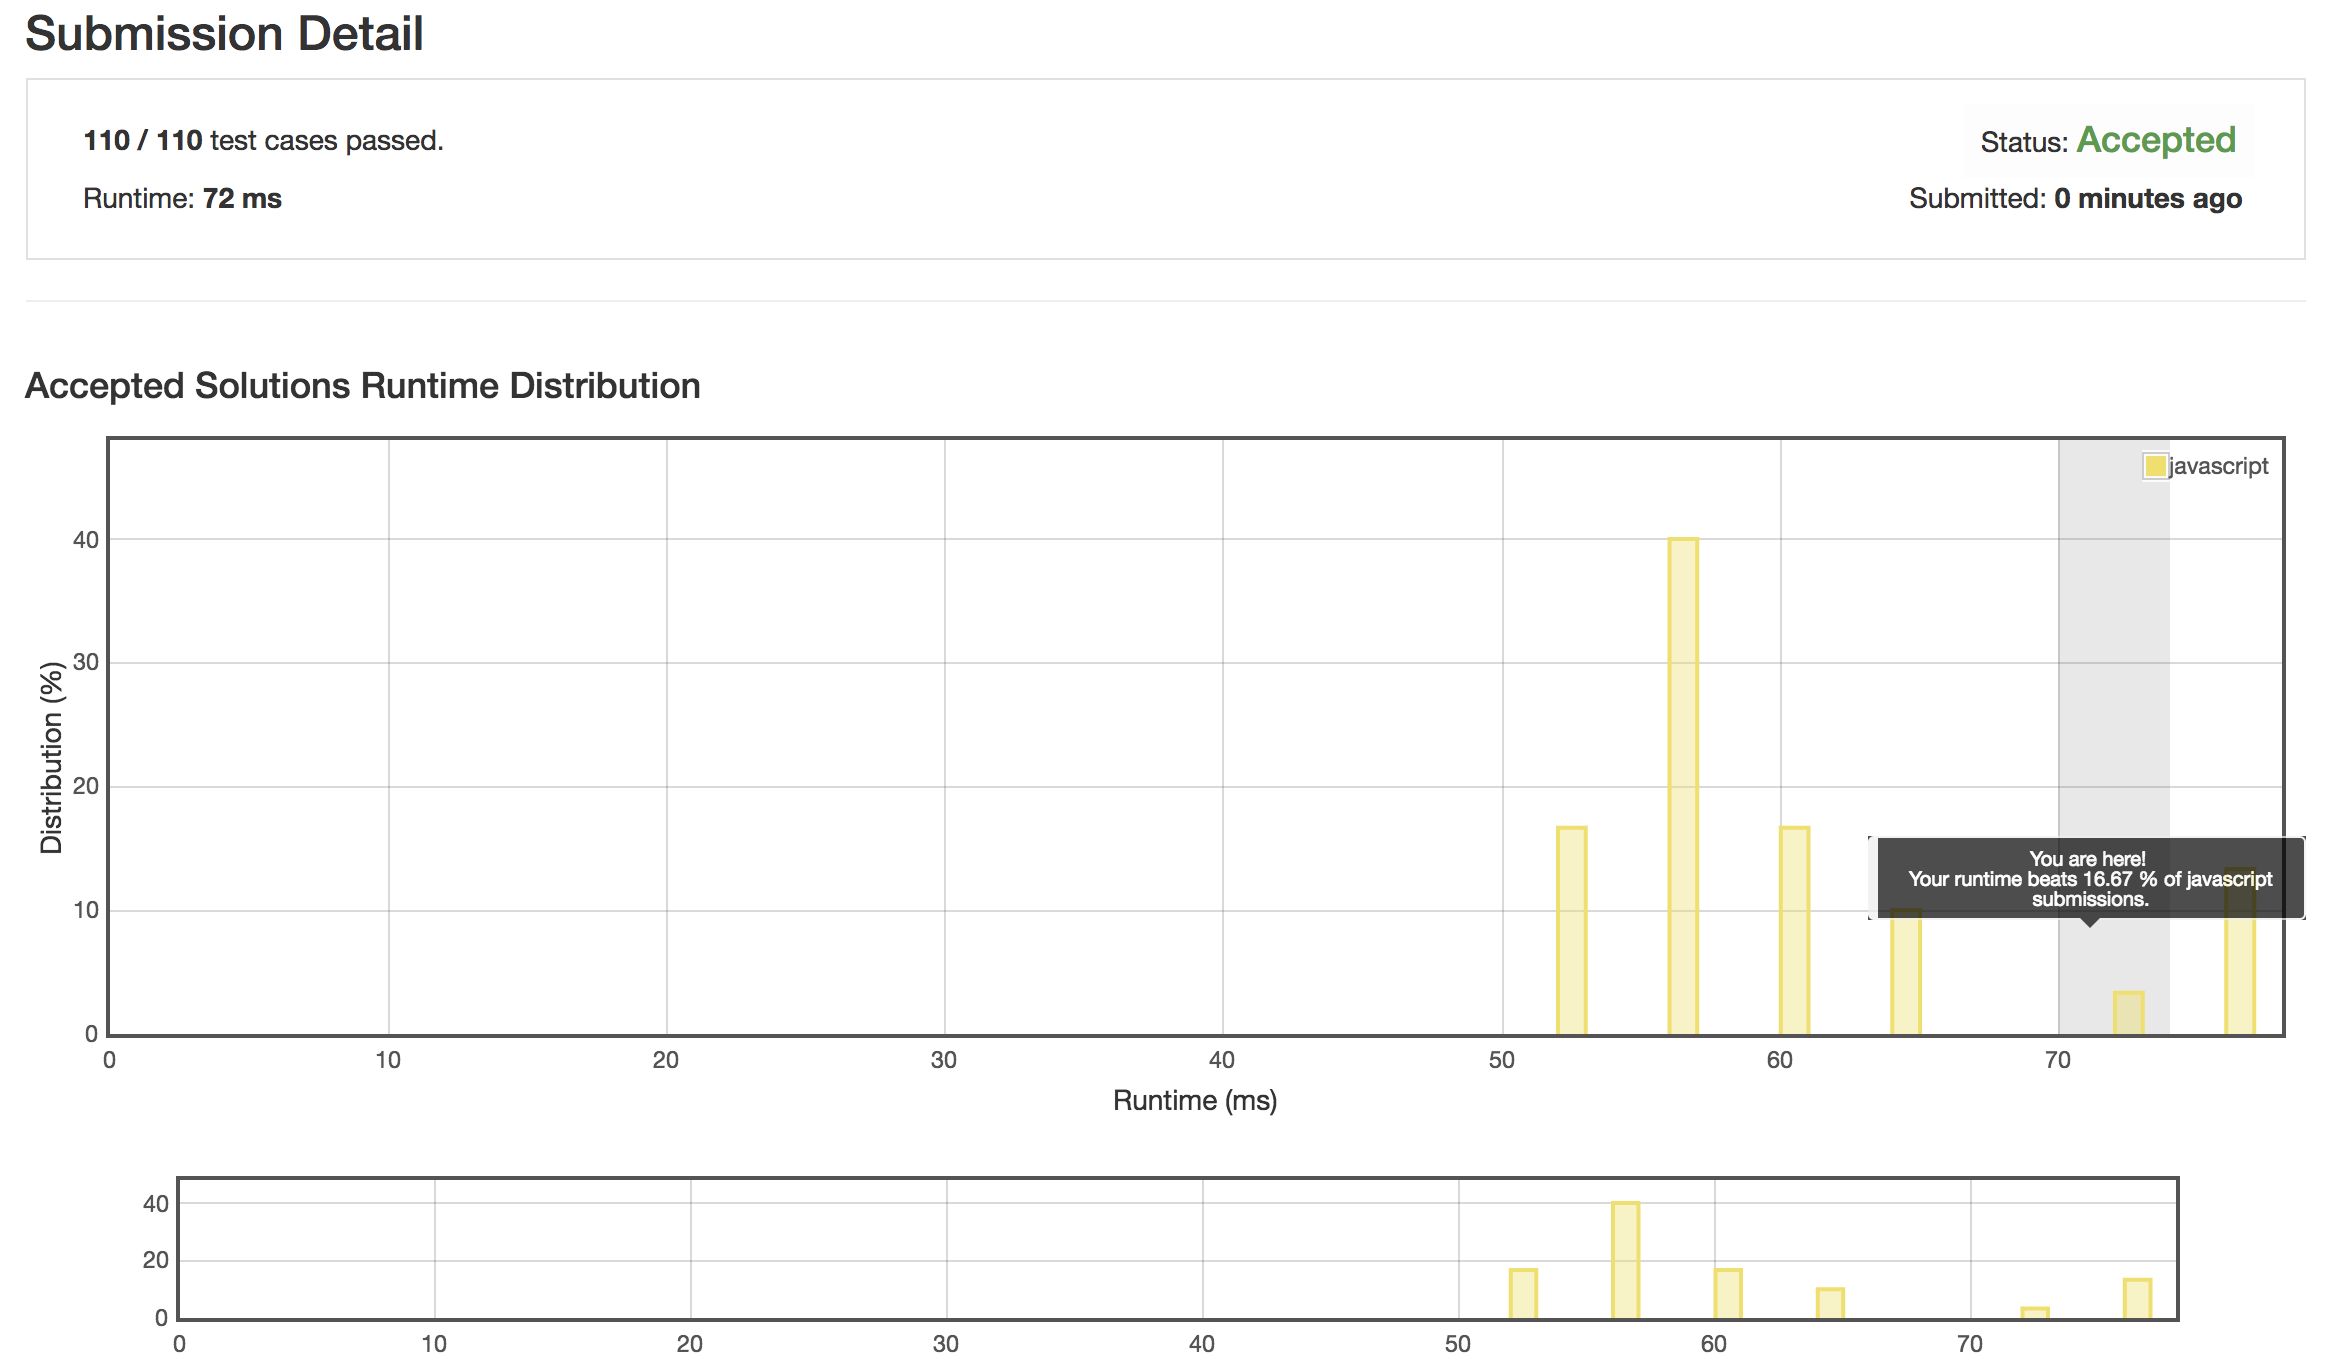 Submission Detail
110 / 110 test cases passed.
Status: Accepted
Runtime: 72 ms
Submitted: 0 minutes ago
Accepted Solutions Runtime Distribution
javascript
40
30
20
10
0
Distribution (%)
You are here!
Your runtime beats 16.67 % of javascript
submissions.
0 10 20 30 40 50 60 70
Runtime (ms)
40
20
0
0 10 20 30 40 50 60 70